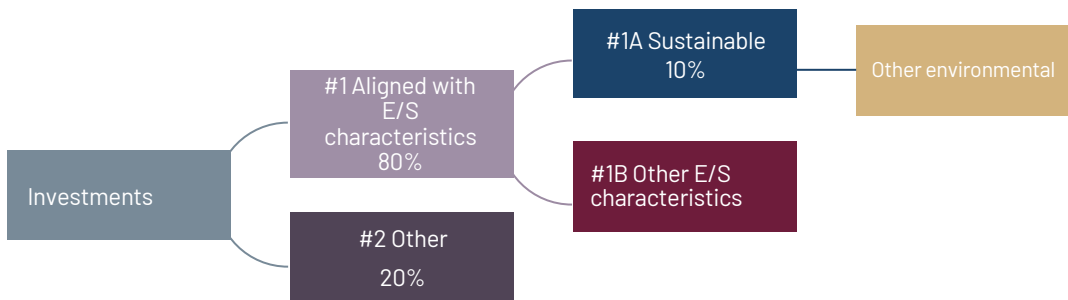 Investments
#1 Aligned with
E/S
characteristics
80%
#2 Other
20%
#1A Sustainable
10%
#1B Other E/S
characteristics
Other environmental